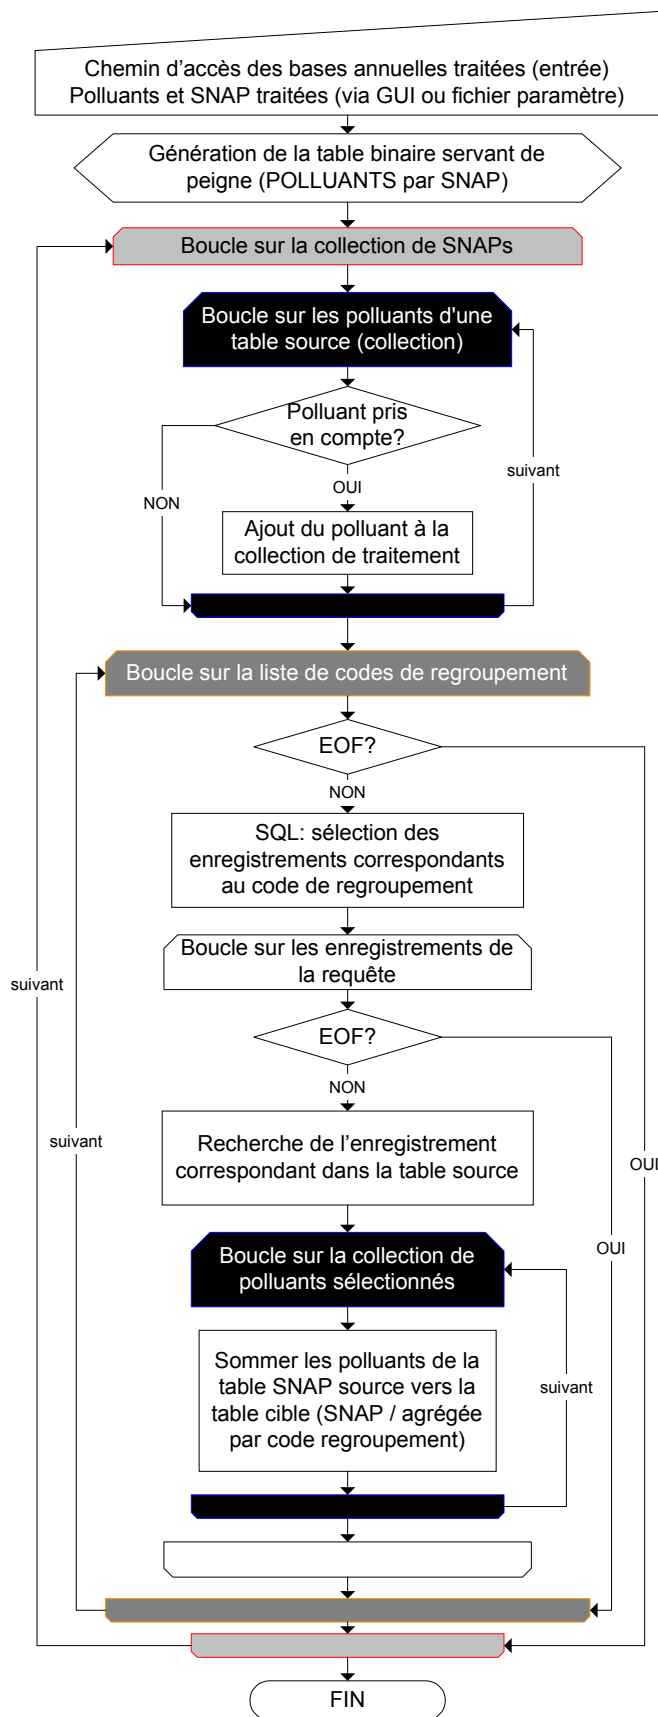 Chemin d'accès des bases annuelles traitées (entrée)
Polluants et SNAP traitées (via GUI ou fichier paramètre)
Génération de la table binaire servant de
peigne (POLLUANTS par SNAP)
Boucle sur la collection de SNAPs
Boucle sur les polluants d'une
table source (collection)
Polluant pris
en compte?
suivant
OUI
NON
Ajout du polluant à la
collection de traitement
Boucle sur la liste de codes de regroupement
EOF?
NON
SQL: sélection des
enregistrements correspondants
au code de regroupement
Boucle sur les enregistrements de
la requête
suivant
EOF?
NON
suivant
Recherche de l'enregistrement
correspondant dans la table source
OUI
OUI
Boucle sur la collection de
polluants sélectionnés
Sommer les polluants de la
table SNAP source vers la
table cible (SNAP / agrégée
par code regroupement)
suivant
FIN